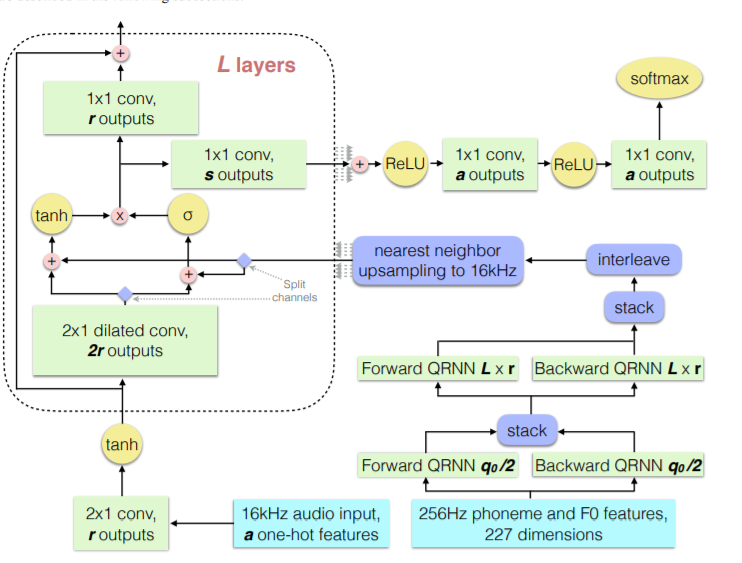 L layers
softmax
1x1 conv,
r outputs
1x1 conv,
s outputs
+
+
ReLU
1x1 conv,
a outputs
ReLU
1x1 conv,
a outputs
tanh
x
σ
+
+
Split
channels
nearest neighbor
upsampling to 16kHz
interleave
stack
2x1 dilated conv,
2r outputs
Forward QRNN L x r
Backward QRNN L x r
stack
tanh
Forward QRNN q₀/2
Backward QRNN q₀/2
2x1 conv,
r outputs
16kHz audio input,
a one-hot features
256Hz phoneme and F0 features,
227 dimensions